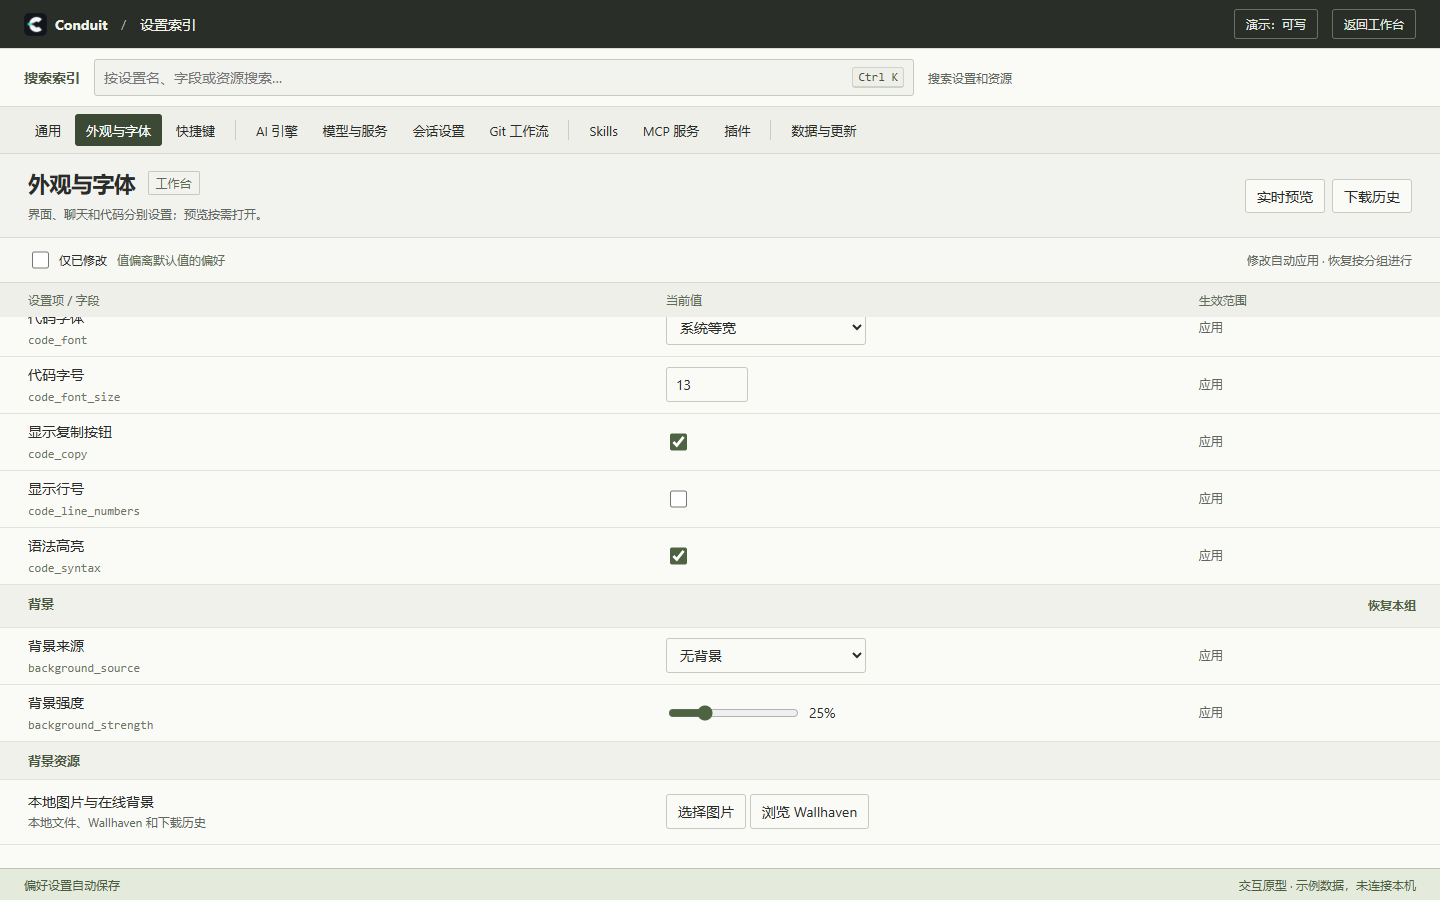 Conduit / 设置索引
演示：可写
返回工作台
搜索索引
按设置名、字段或资源搜索...
Ctrl K
搜索设置和资源
通用
外观与字体
快捷键
AI 引擎
模型与服务
会话设置
Git 工作流
Skills
MCP 服务
插件
数据与更新
外观与字体
工作台
界面、聊天和代码分别设置；预览按需打开。
实时预览
下载历史
仅已修改
值偏离默认值的偏好
修改自动应用 · 恢复按分组进行
设置项 / 字段
当前值
生效范围
代码字体
code_font
系统等宽
应用
代码字号
code_font_size
13
应用
显示复制按钮
code_copy
应用
显示行号
code_line_numbers
应用
语法高亮
code_syntax
应用
背景
恢复本组
背景来源
background_source
无背景
应用
背景强度
background_strength
25%
应用
背景资源
本地图片与在线背景
本地文件、Wallhaven 和下载历史
选择图片
浏览 Wallhaven
偏好设置自动保存
交互原型 · 示例数据，未连接本机